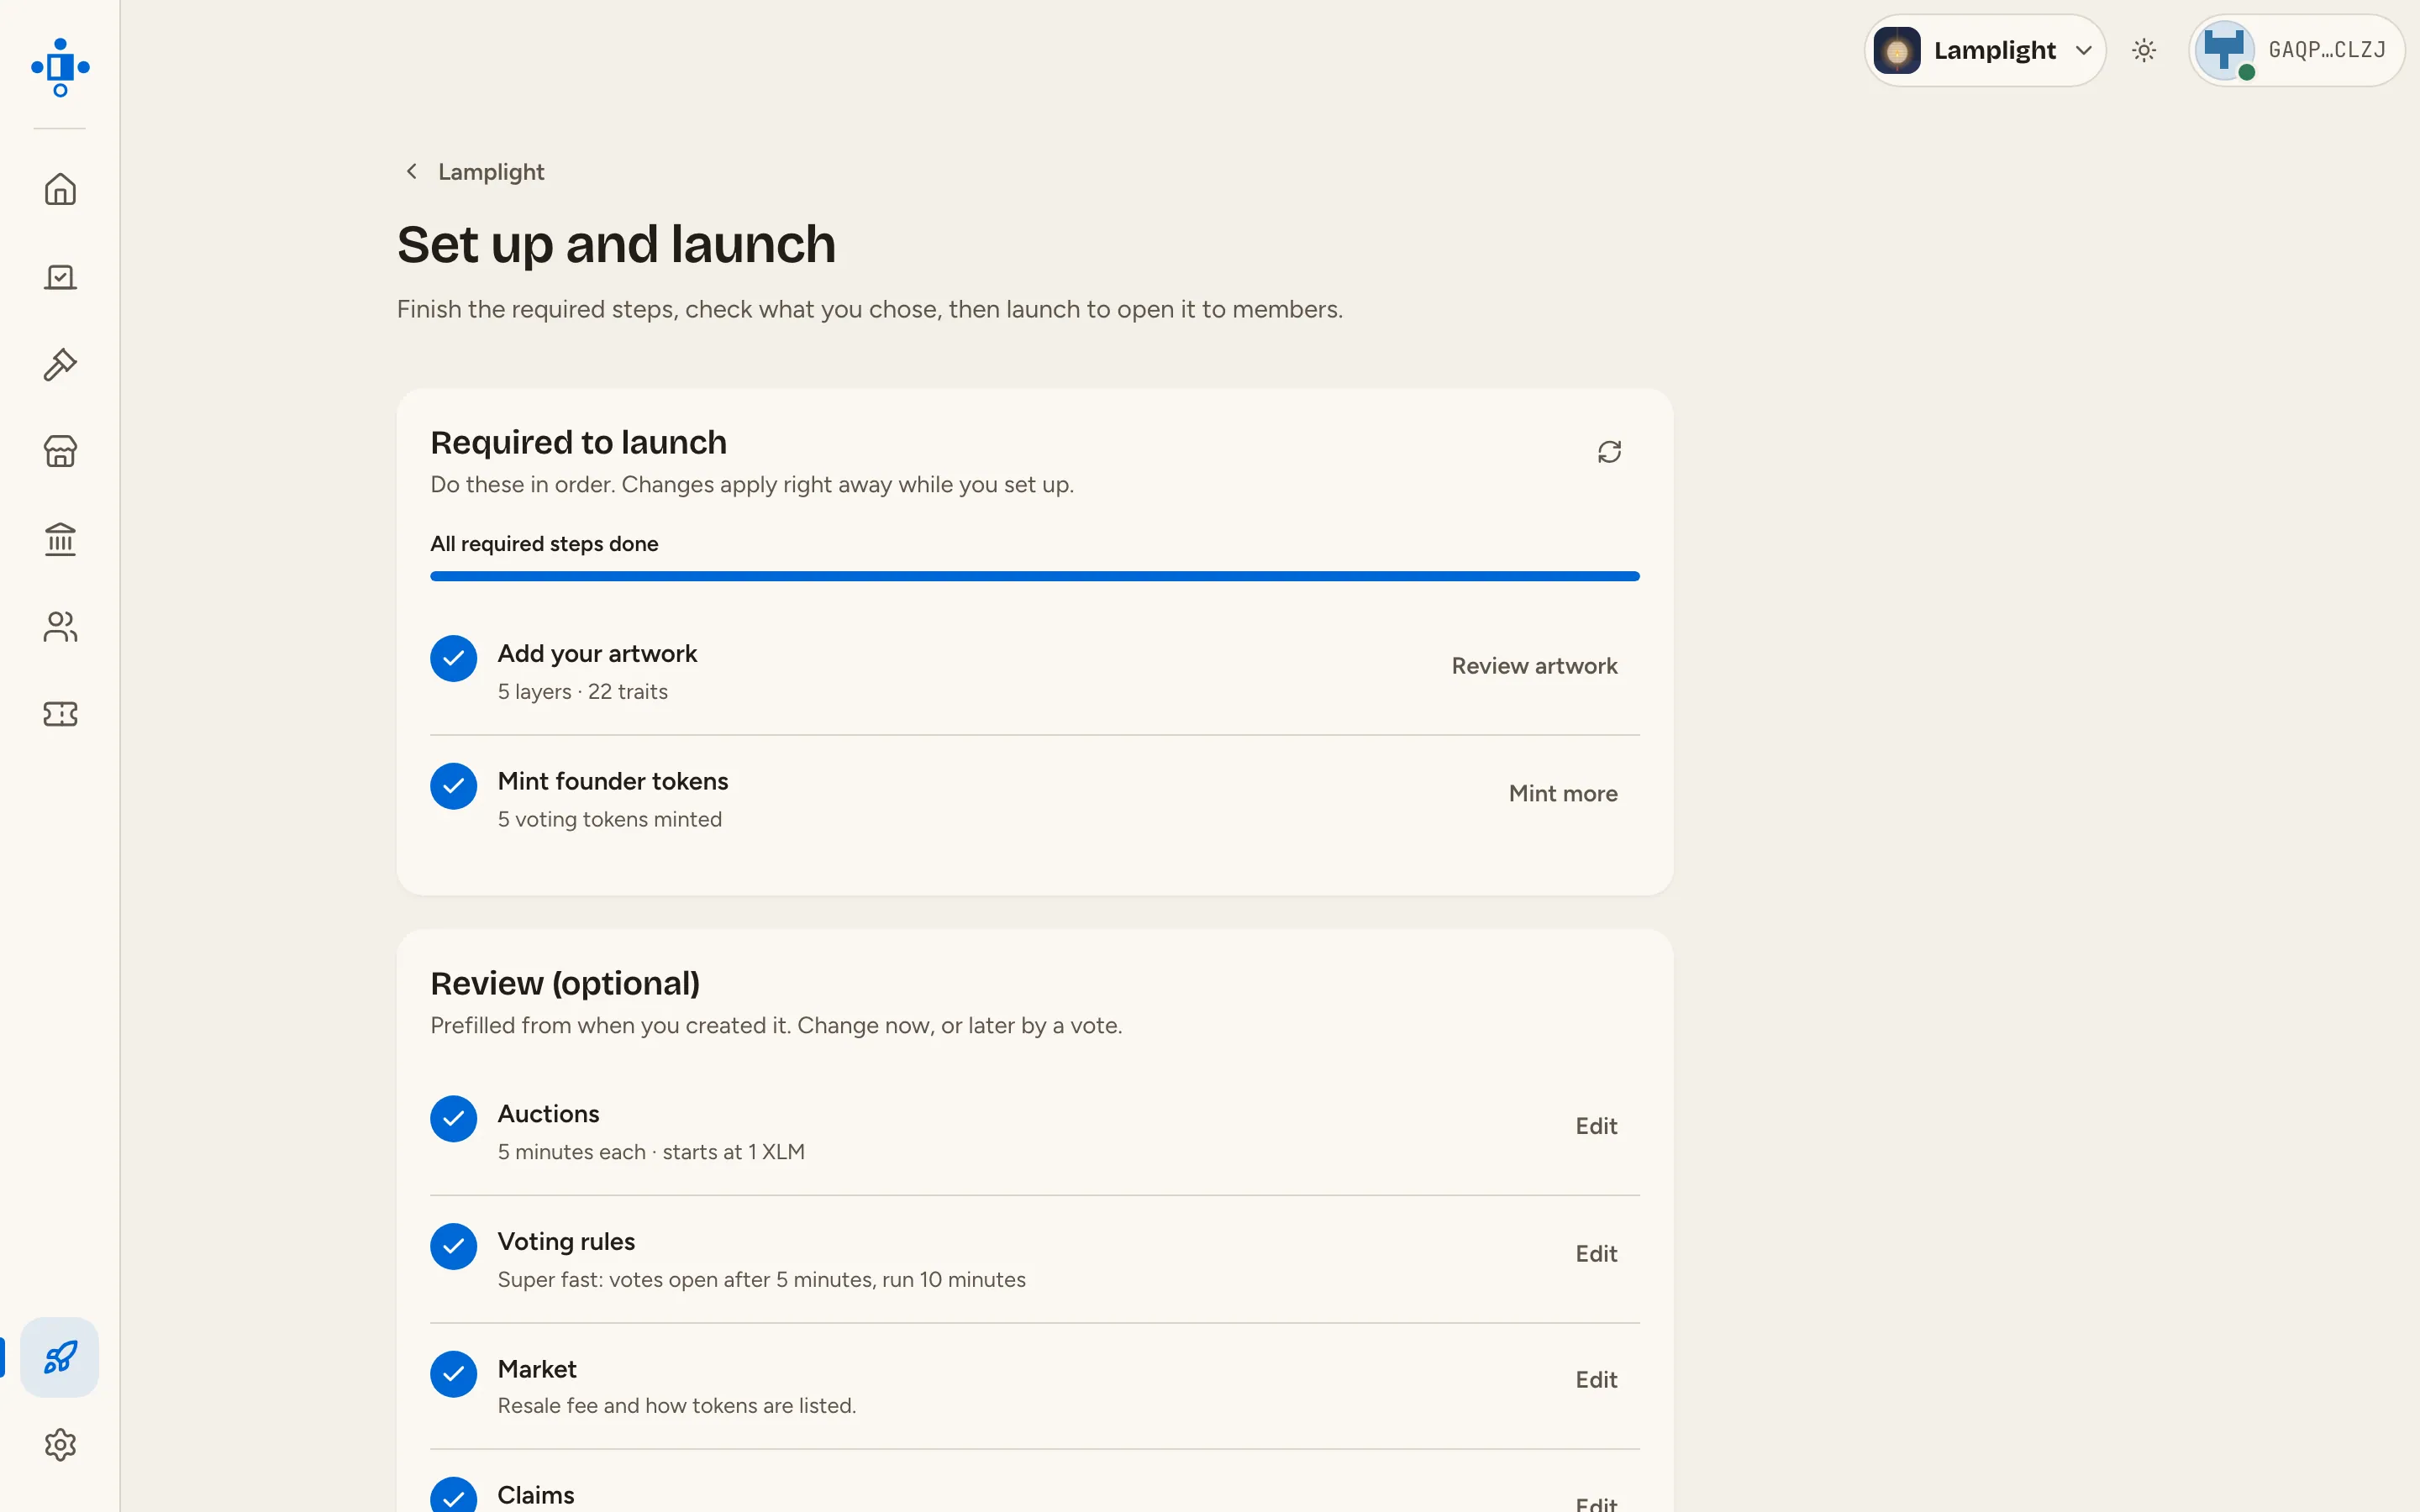 Lamplight
GAQP…CLZJ
Lamplight
Set up and launch
Finish the required steps, check what you chose, then launch to open it to members.
Required to launch
Do these in order. Changes apply right away while you set up.
All required steps done
Add your artwork
5 layers · 22 traits
Review artwork
Mint founder tokens
5 voting tokens minted
Mint more
Review (optional)
Prefilled from when you created it. Change now, or later by a vote.
Auctions
5 minutes each · starts at 1 XLM
Edit
Voting rules
Super fast: votes open after 5 minutes, run 10 minutes
Edit
Market
Resale fee and how tokens are listed.
Edit
Claims
Edit